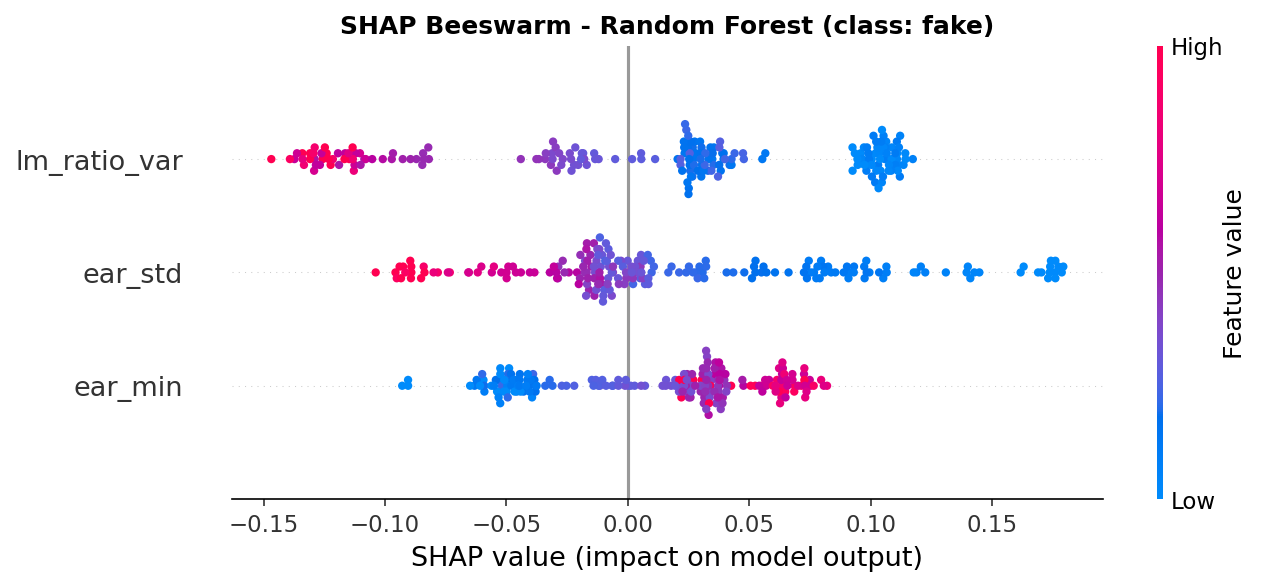 SHAP Beeswarm - Random Forest (class: fake)
High
lm_ratio_var
ear_std
ear_min
Feature value
Low
−0.15 −0.10 −0.05 0.00 0.05 0.10 0.15
SHAP value (impact on model output)